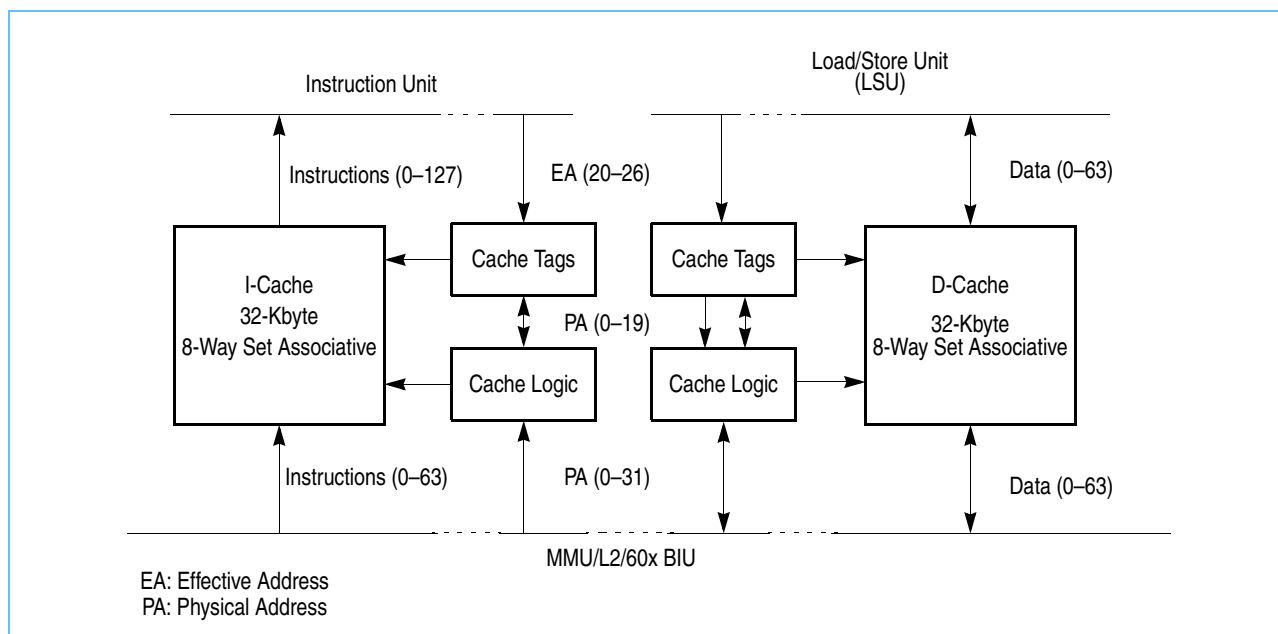 Instruction Unit
Load/Store Unit
(LSU)
Instructions (0–127)
EA (20–26)
Data (0–63)
I-Cache
32-Kbyte
8-Way Set Associative
Cache Tags
Cache Tags
D-Cache
32-Kbyte
8-Way Set Associative
PA (0–19)
Cache Logic
Cache Logic
Instructions (0–63)
PA (0–31)
Data (0–63)
MMU/L2/60x BIU
EA: Effective Address
PA: Physical Address